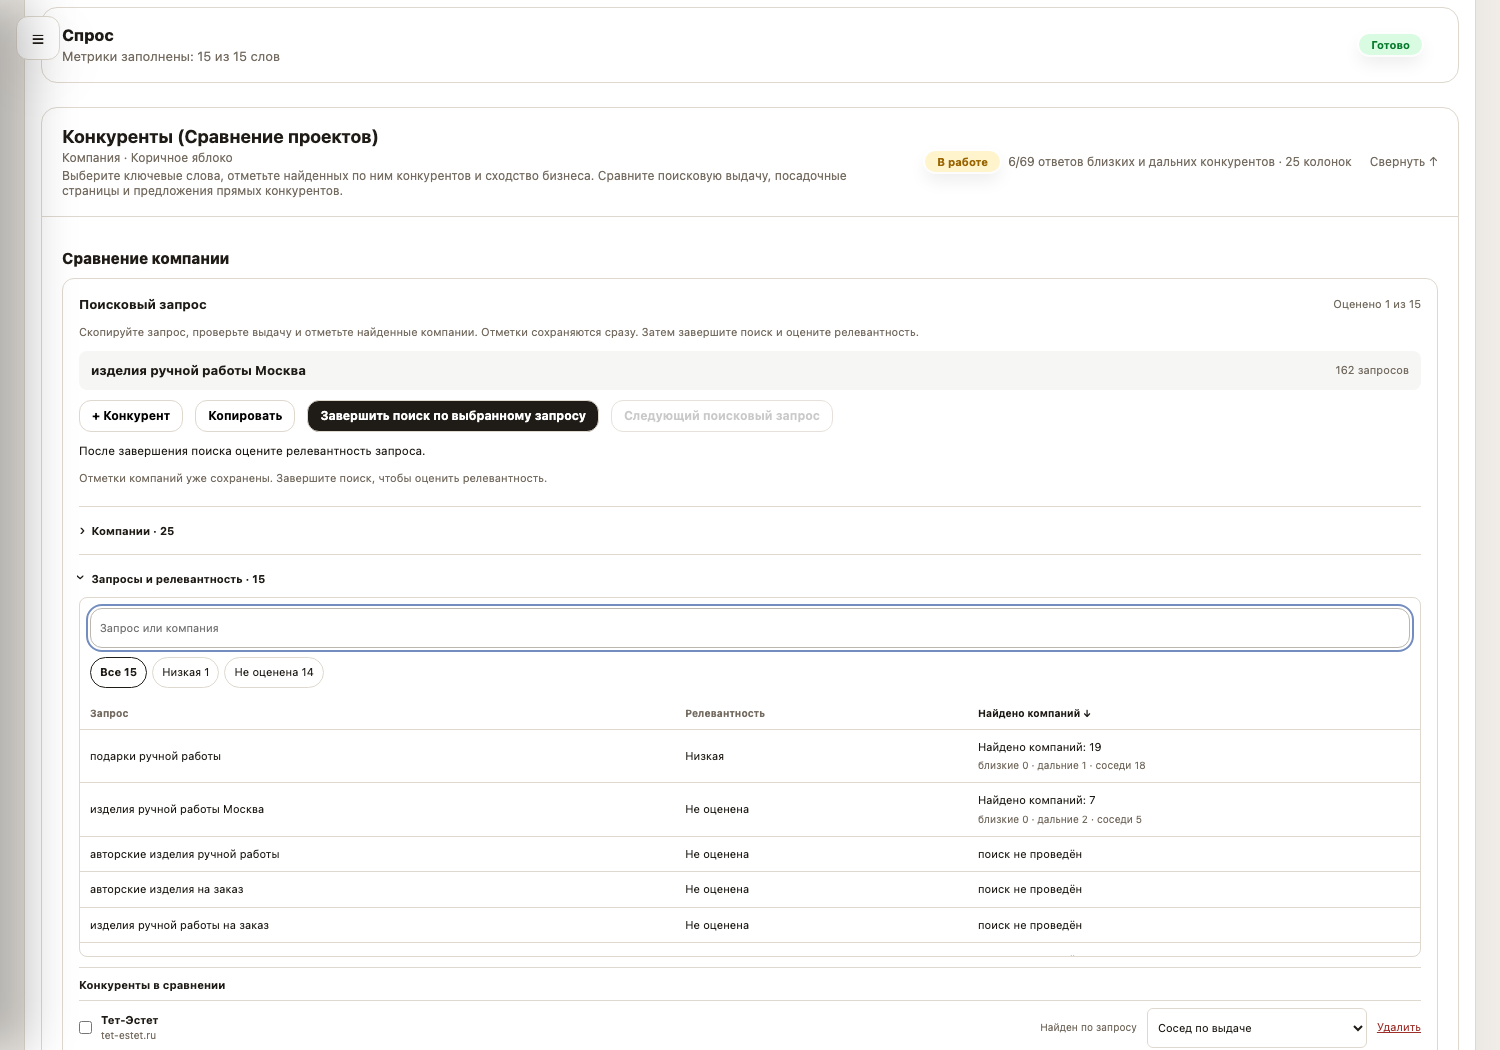 ☰
Спрос
Метрики заполнены: 15 из 15 слов
Готово
Конкуренты (Сравнение проектов)
Компания · Коричное яблоко
Выберите ключевые слова, отметьте найденных по ним конкурентов и сходство бизнеса. Сравните поисковую выдачу, посадочные
страницы и предложения прямых конкурентов.
В работе
6/69 ответов близких и дальних конкурентов · 25 колонок
Свернуть ↑
Сравнение компании
Поисковый запрос
Оценено 1 из 15
Скопируйте запрос, проверьте выдачу и отметьте найденные компании. Отметки сохраняются сразу. Затем завершите поиск и оцените релевантность.
изделия ручной работы Москва
162 запросов
+ Конкурент
Копировать
Завершить поиск по выбранному запросу
Следующий поисковый запрос
После завершения поиска оцените релевантность запроса.
Отметки компаний уже сохранены. Завершите поиск, чтобы оценить релевантность.
Компании · 25
Запросы и релевантность · 15
Запрос или компания
Все 15
Низкая 1
Не оценена 14
Запрос
Релевантность
Найдено компаний ↓
подарки ручной работы
Низкая
Найдено компаний: 19
близкие 0 · дальние 1 · соседи 18
изделия ручной работы Москва
Не оценена
Найдено компаний: 7
близкие 0 · дальние 2 · соседи 5
авторские изделия ручной работы
Не оценена
поиск не проведён
авторские изделия на заказ
Не оценена
поиск не проведён
изделия ручной работы на заказ
Не оценена
поиск не проведён
Конкуренты в сравнении
Тет-Эстет
tet-estet.ru
Найден по запросу
Сосед по выдаче
Удалить